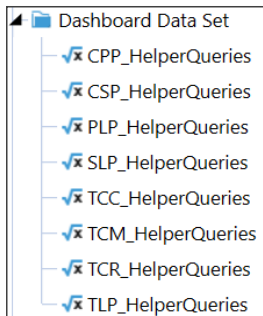 Dashboard Data Set
CPP_HelperQueries
CSP_HelperQueries
PLP_HelperQueries
SLP_HelperQueries
TCC_HelperQueries
TCM_HelperQueries
TCR_HelperQueries
TLP_HelperQueries